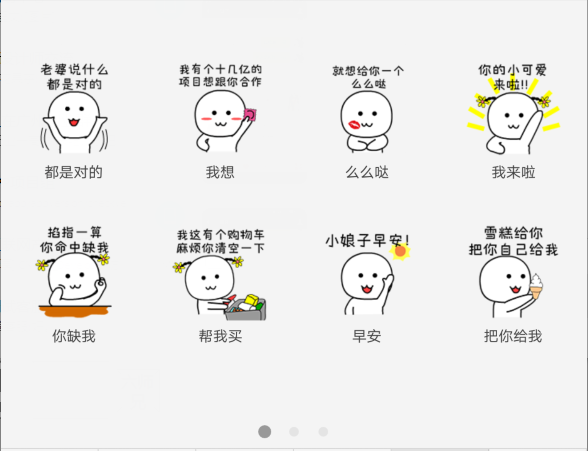 老婆说什么
都是对的
都是对的
我有个十几亿的
项目想跟你合作
我想
就想给你一个
么么哒
么么哒
你的小可爱
来啦!!
我来啦
掐指一算
你命中缺我
你缺我
我这有个购物车
麻烦你清空一下
帮我买
小娘子早安!
早安
雪糕给你
把你自己给我
把你给我